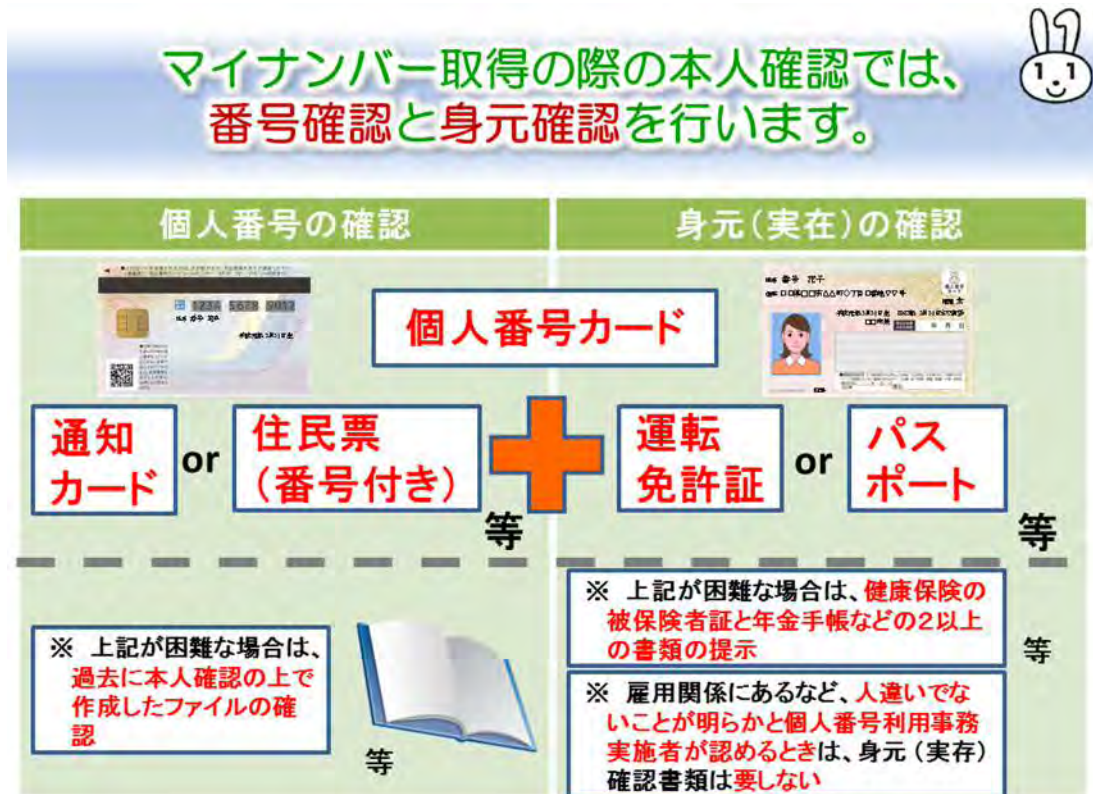 マイナンバー取得の際の本人確認では、
番号確認と身元確認を行います。
個人番号の確認
身元(実在)の確認
個人番号カード
1234 5678 9012
番号 花子
通知
カード
or
住民票
(番号付き)
等
運転
免許証
or
パス
ポート
等
※ 上記が困難な場合は、
過去に本人確認の上で
作成したファイルの確
認
等
※ 上記が困難な場合は、健康保険の
被保険者証と年金手帳などの2以上
の書類の提示
等
※ 雇用関係にあるなど、人違いでな
いことが明らかと個人番号利用事務
実施者が認めるときは、身元(実存)
確認書類は要しない